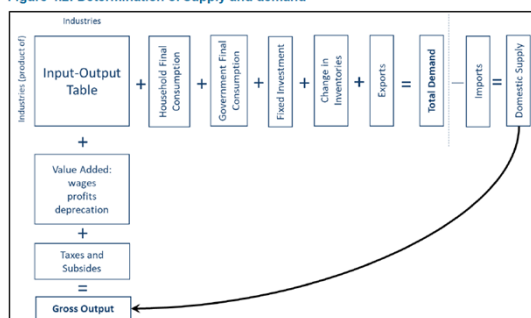 Figure 4.2: Determination of supply and demand
Industries
Industries (product of)
Input-Output
Table
+
Household Final
Consumption
+
Government Final
Consumption
+
Fixed Investment
+
Change in
Inventories
+
Exports
=
Total Demand
—
Imports
=
Domestic Supply
+
Value Added:
wages
profits
deprecation
+
Taxes and
Subsides
=
Gross Output